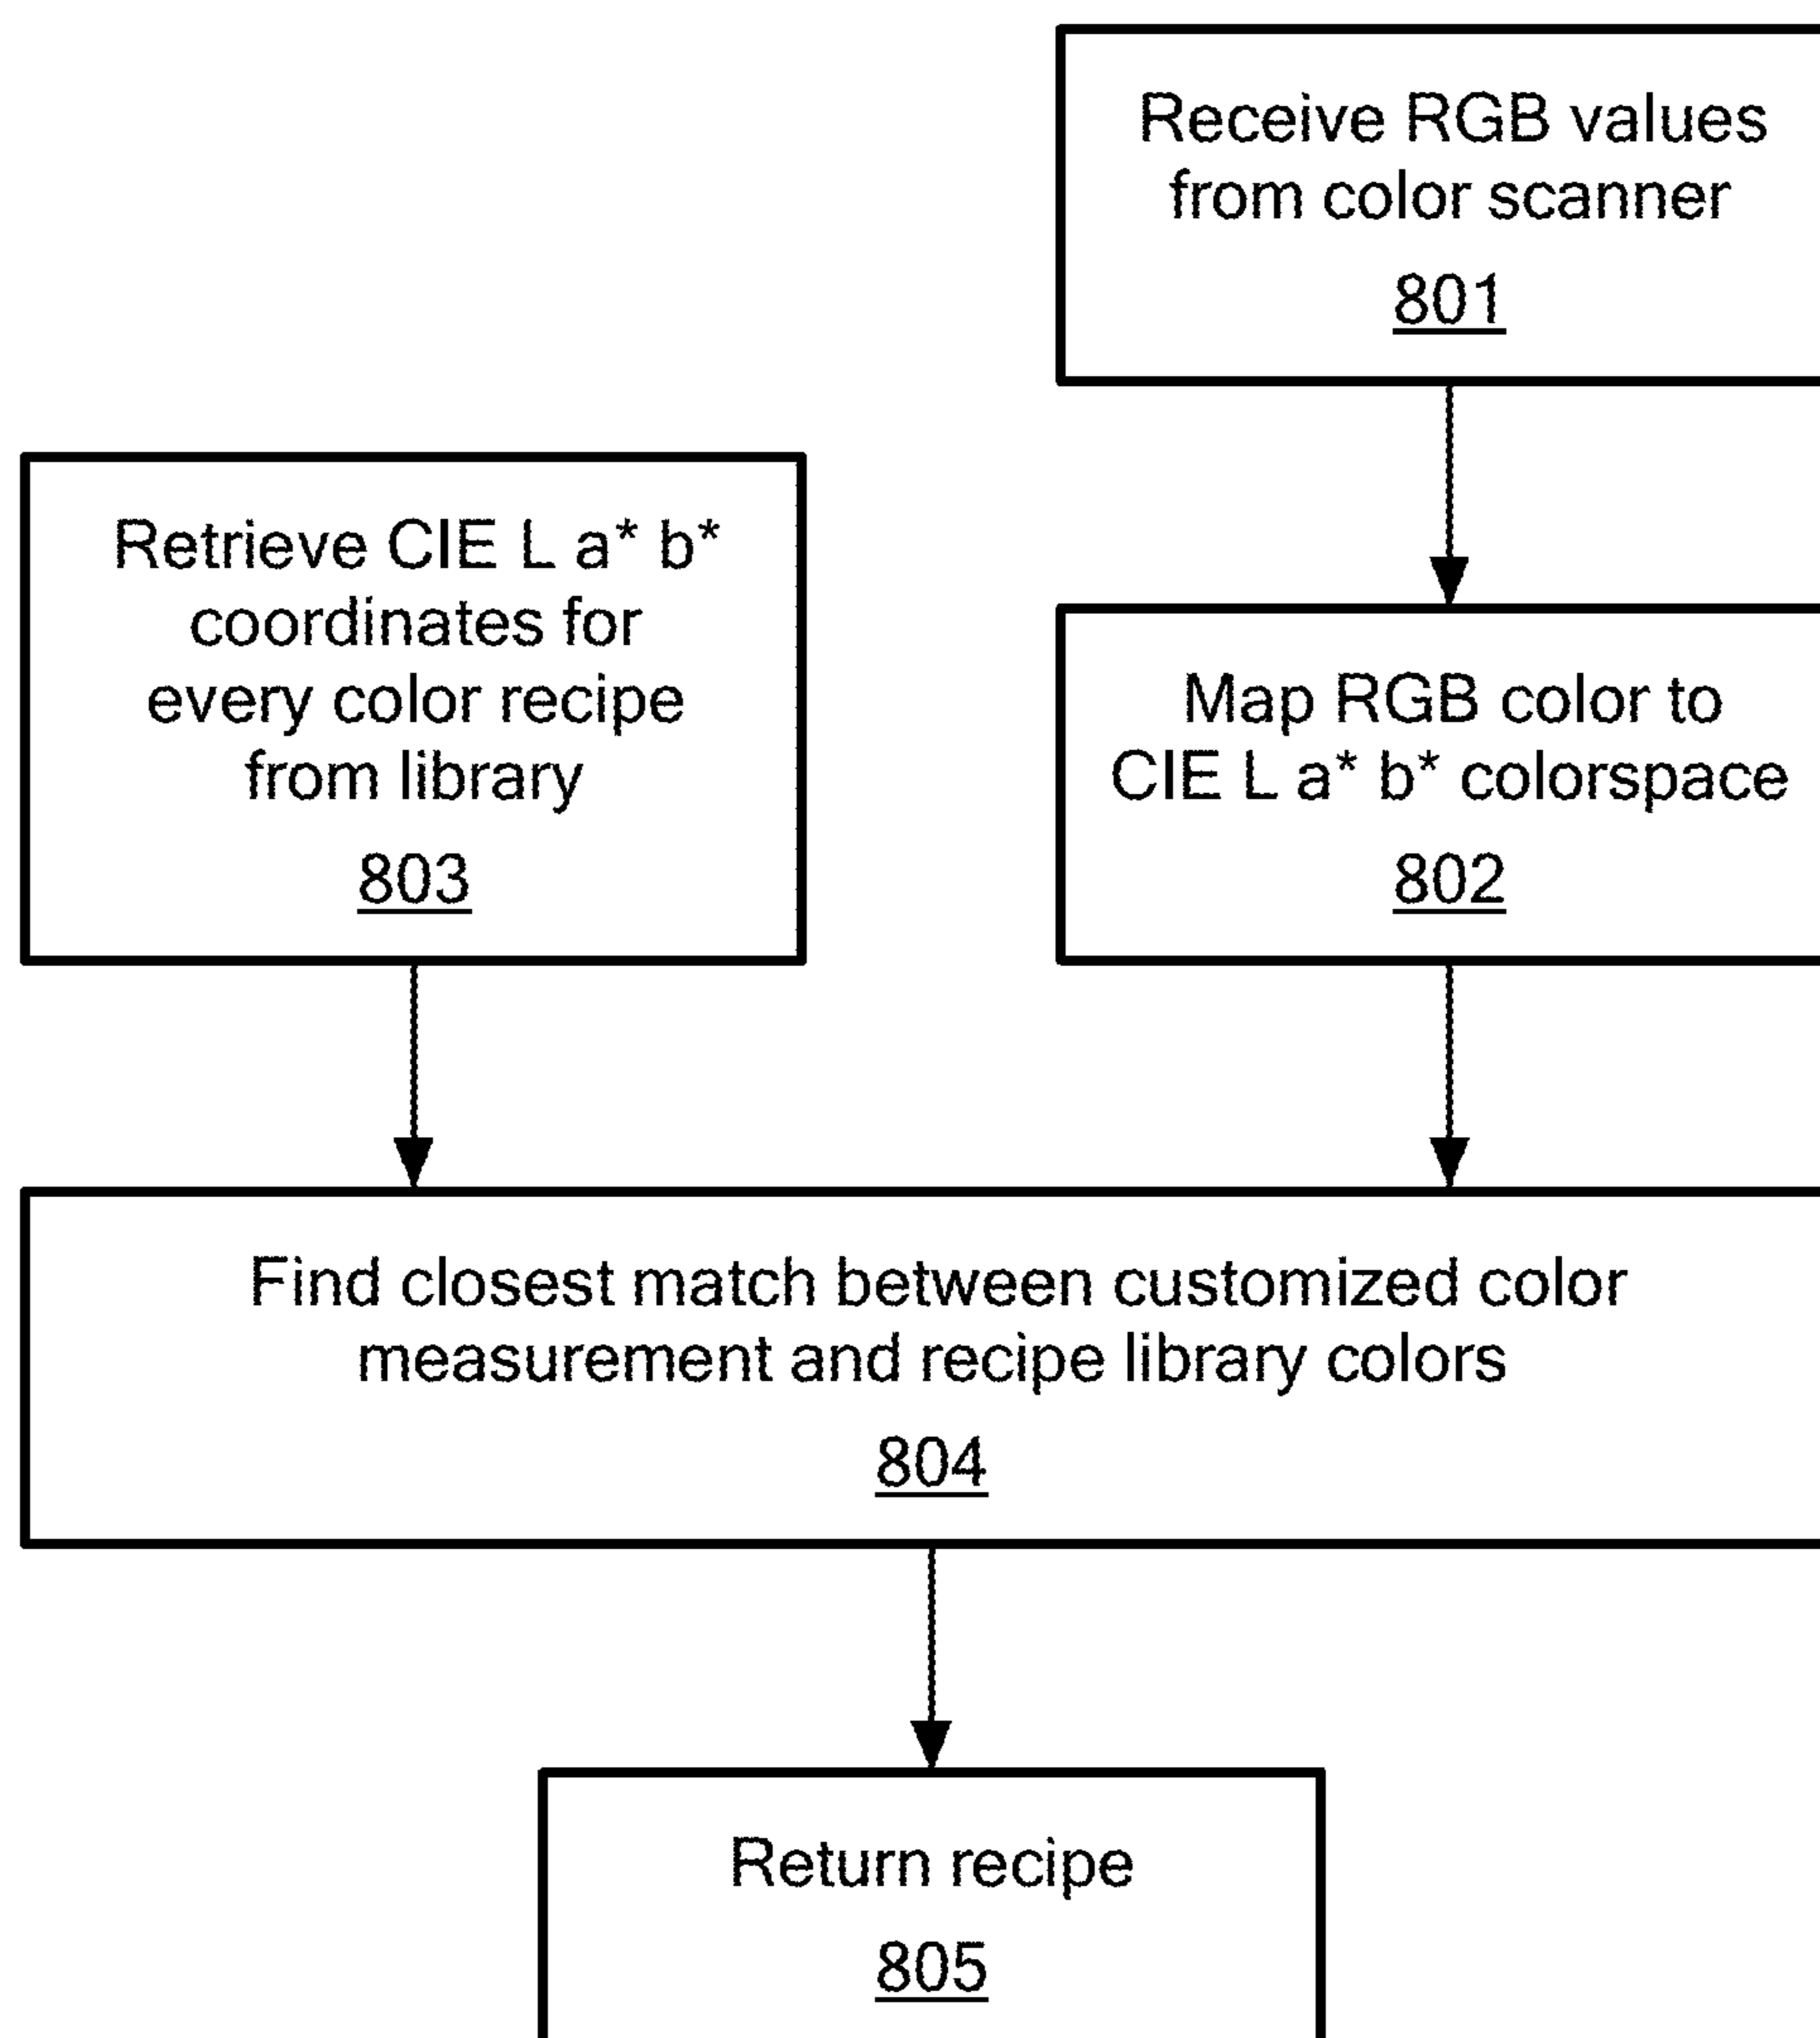 Receive RGB values
from color scanner
801
Retrieve CIE L a* b*
coordinates for
every color recipe
from library
803
Map RGB color to
CIE L a* b* colorspace
802
Find closest match between customized color
measurement and recipe library colors
804
Return recipe
805